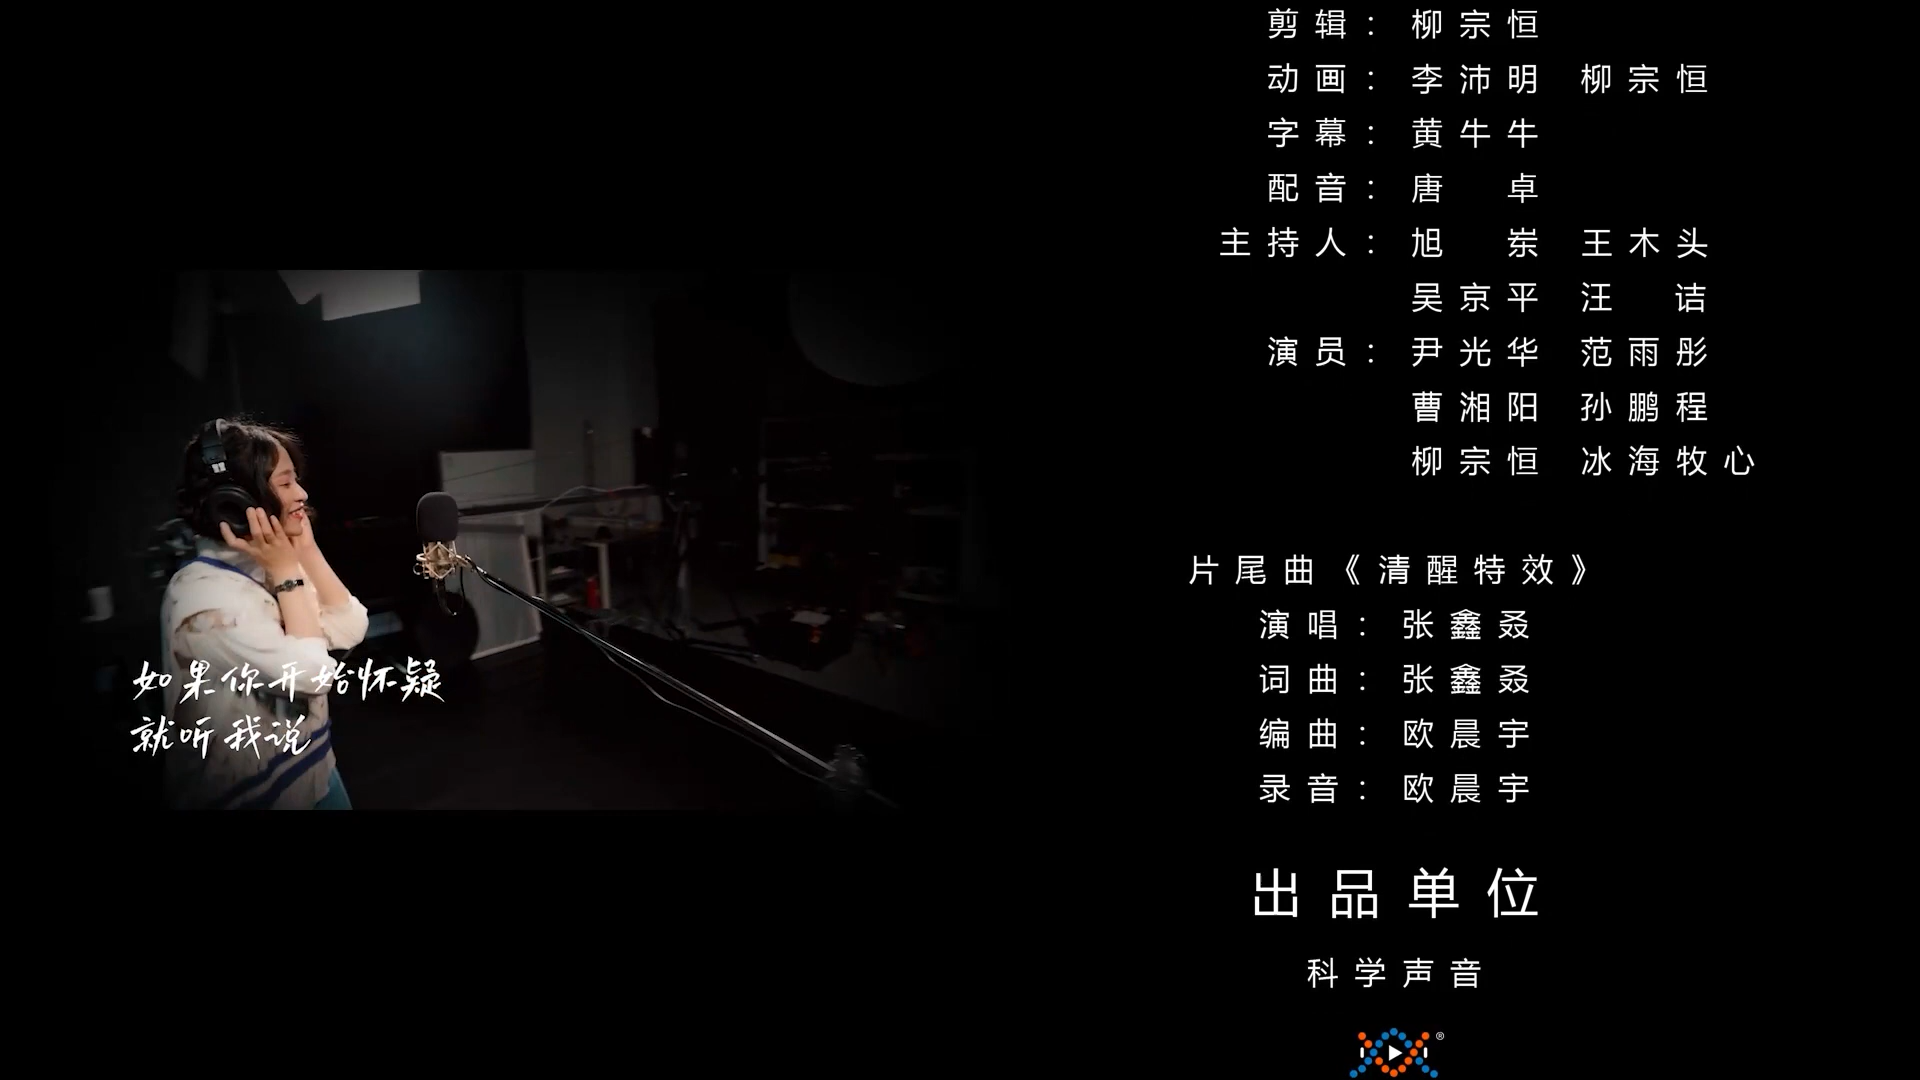 剪辑：柳宗恒
动画：李沛明 柳宗恒
字幕：黄牛牛
配音：唐 卓
主持人：旭 岽 王木头
吴京平 汪 诘
演员：尹光华 范雨彤
曹湘阳 孙鹏程
柳宗恒 冰海牧心
片尾曲《清醒特效》
演唱：张鑫叕
词曲：张鑫叕
编曲：欧晨宇
录音：欧晨宇
出品单位
科学声音
®
如果你开始怀疑
就听我说